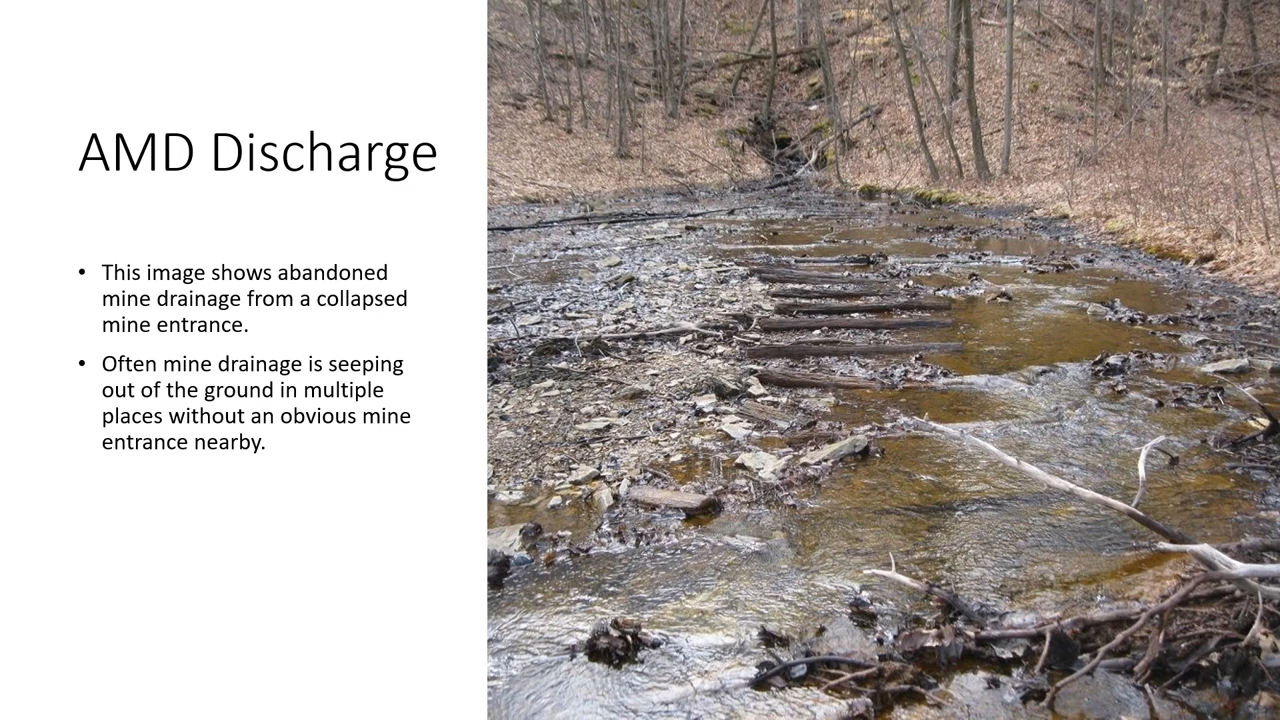 AMD Discharge
• This image shows abandoned
mine drainage from a collapsed
mine entrance.
• Often mine drainage is seeping
out of the ground in multiple
places without an obvious mine
entrance nearby.